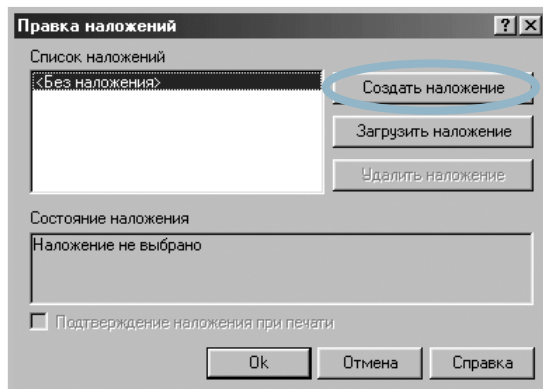 Правка наложений
Список наложений
<Без наложения>
Создать наложение
Загрузить наложение
Удалить наложение
Состояние наложения
Наложение не выбрано
Подтверждение наложения при печати
Ok
Отмена
Справка